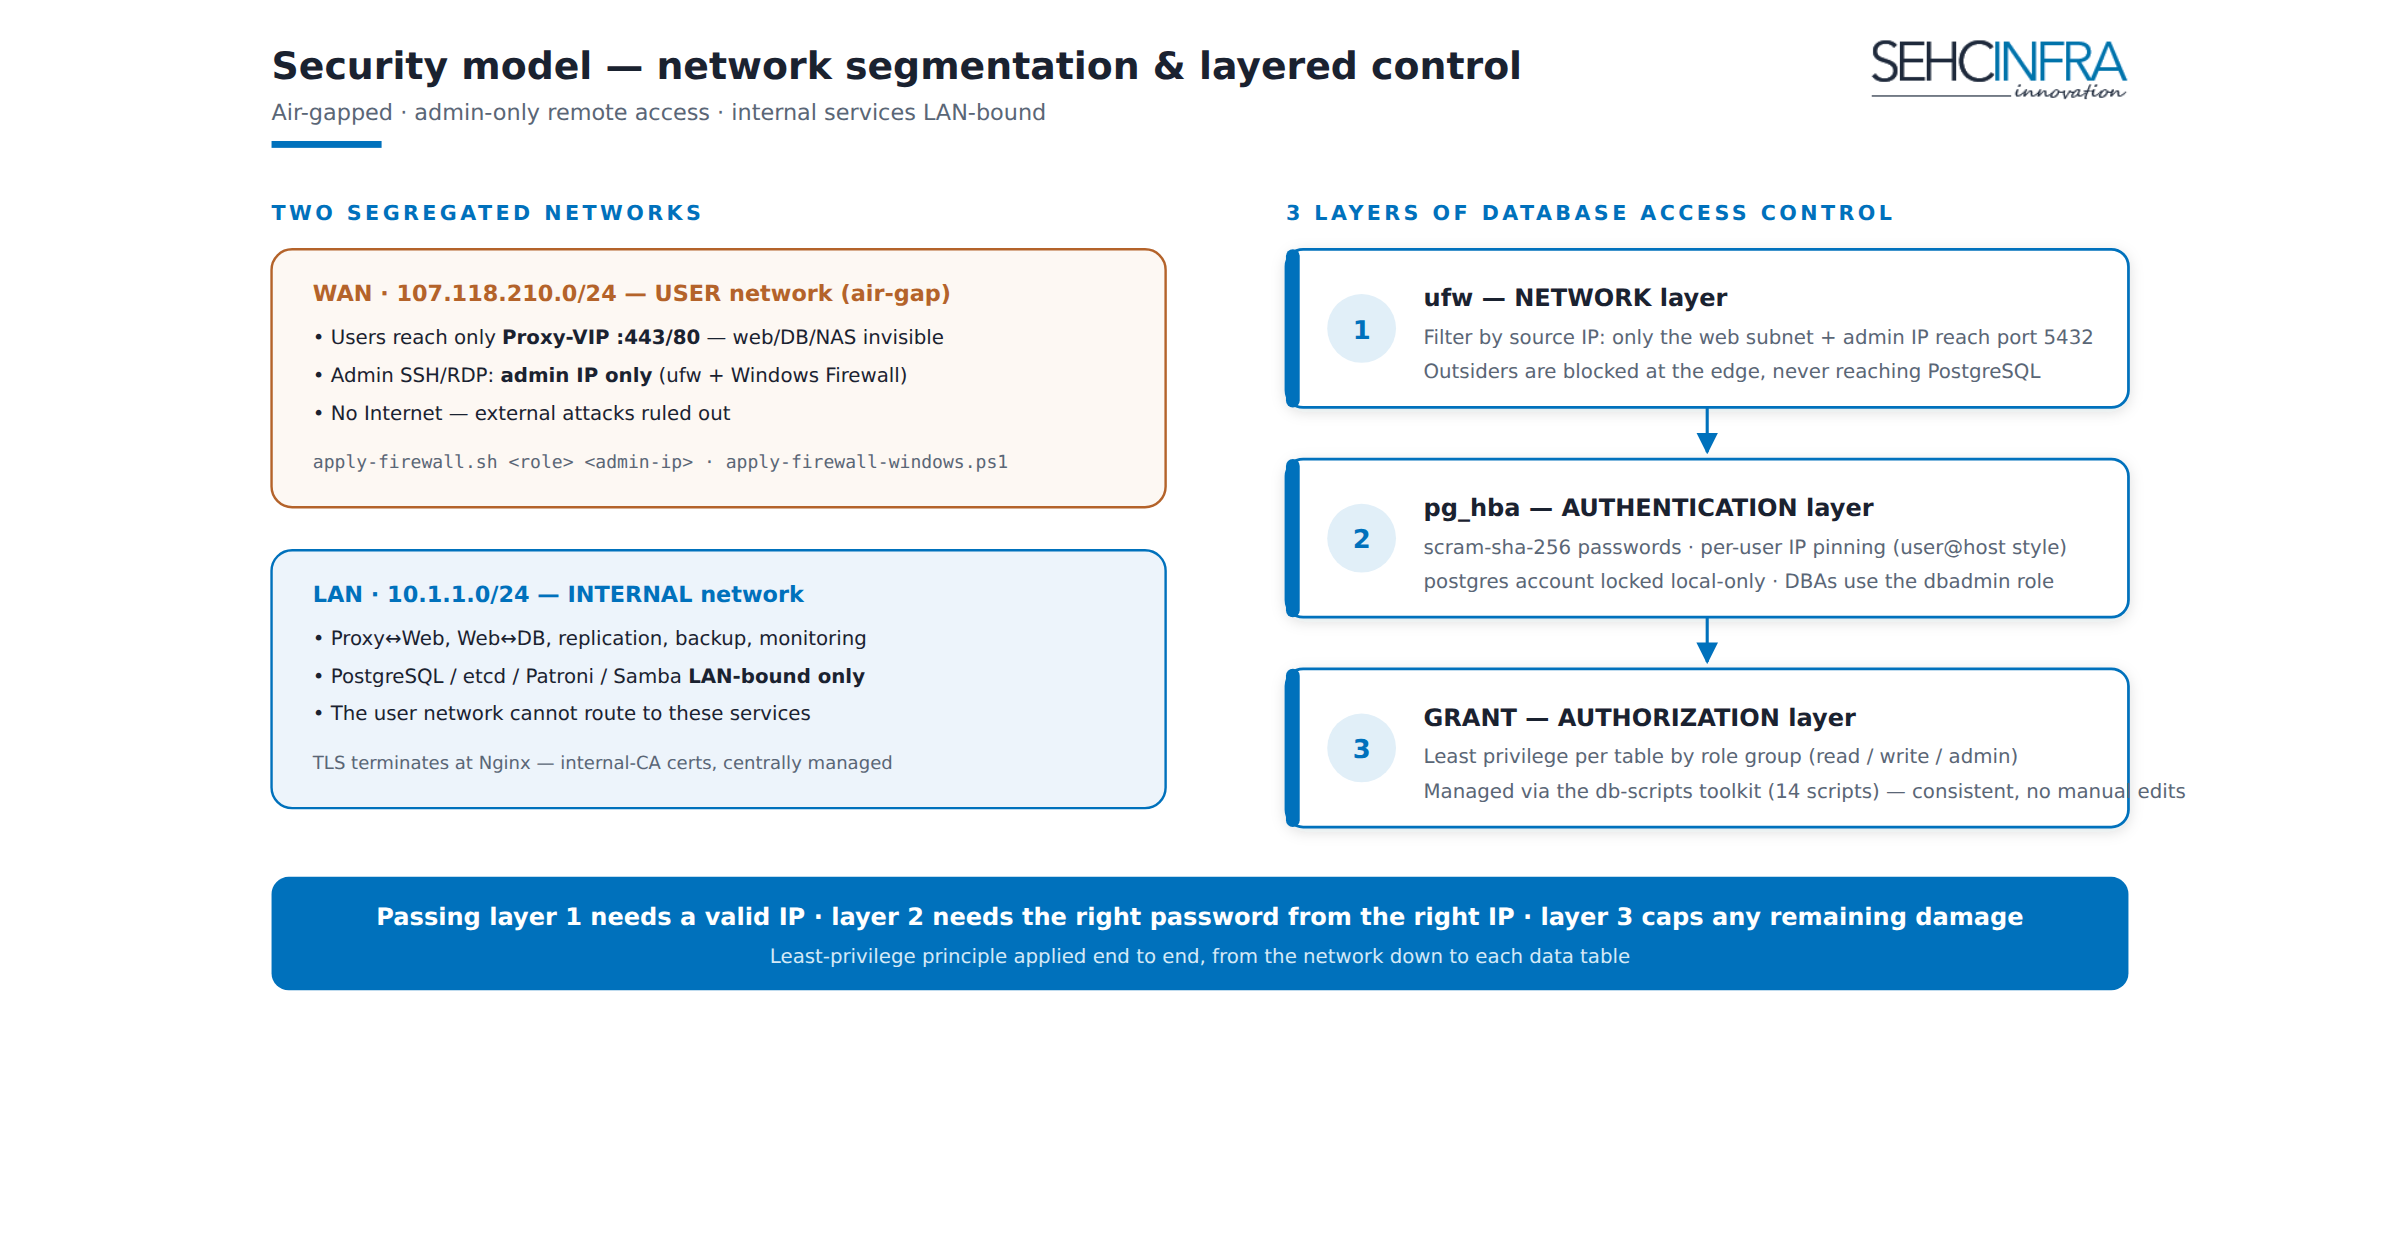 Security model — network segmentation & layered control
Air-gapped · admin-only remote access · internal services LAN-bound
SEHCINFRA
innovation
TWO SEGREGATED NETWORKS
WAN · 107.118.210.0/24 — USER network (air-gap)
• Users reach only Proxy-VIP :443/80 — web/DB/NAS invisible
• Admin SSH/RDP: admin IP only (ufw + Windows Firewall)
• No Internet — external attacks ruled out
apply-firewall.sh <role> <admin-ip> · apply-firewall-windows.ps1
LAN · 10.1.1.0/24 — INTERNAL network
• Proxy↔Web, Web↔DB, replication, backup, monitoring
• PostgreSQL / etcd / Patroni / Samba LAN-bound only
• The user network cannot route to these services
TLS terminates at Nginx — internal-CA certs, centrally managed
3 LAYERS OF DATABASE ACCESS CONTROL
1
ufw — NETWORK layer
Filter by source IP: only the web subnet + admin IP reach port 5432
Outsiders are blocked at the edge, never reaching PostgreSQL
2
pg_hba — AUTHENTICATION layer
scram-sha-256 passwords · per-user IP pinning (user@host style)
postgres account locked local-only · DBAs use the dbadmin role
3
GRANT — AUTHORIZATION layer
Least privilege per table by role group (read / write / admin)
Managed via the db-scripts toolkit (14 scripts) — consistent, no manual edits
Passing layer 1 needs a valid IP · layer 2 needs the right password from the right IP · layer 3 caps any remaining damage
Least-privilege principle applied end to end, from the network down to each data table